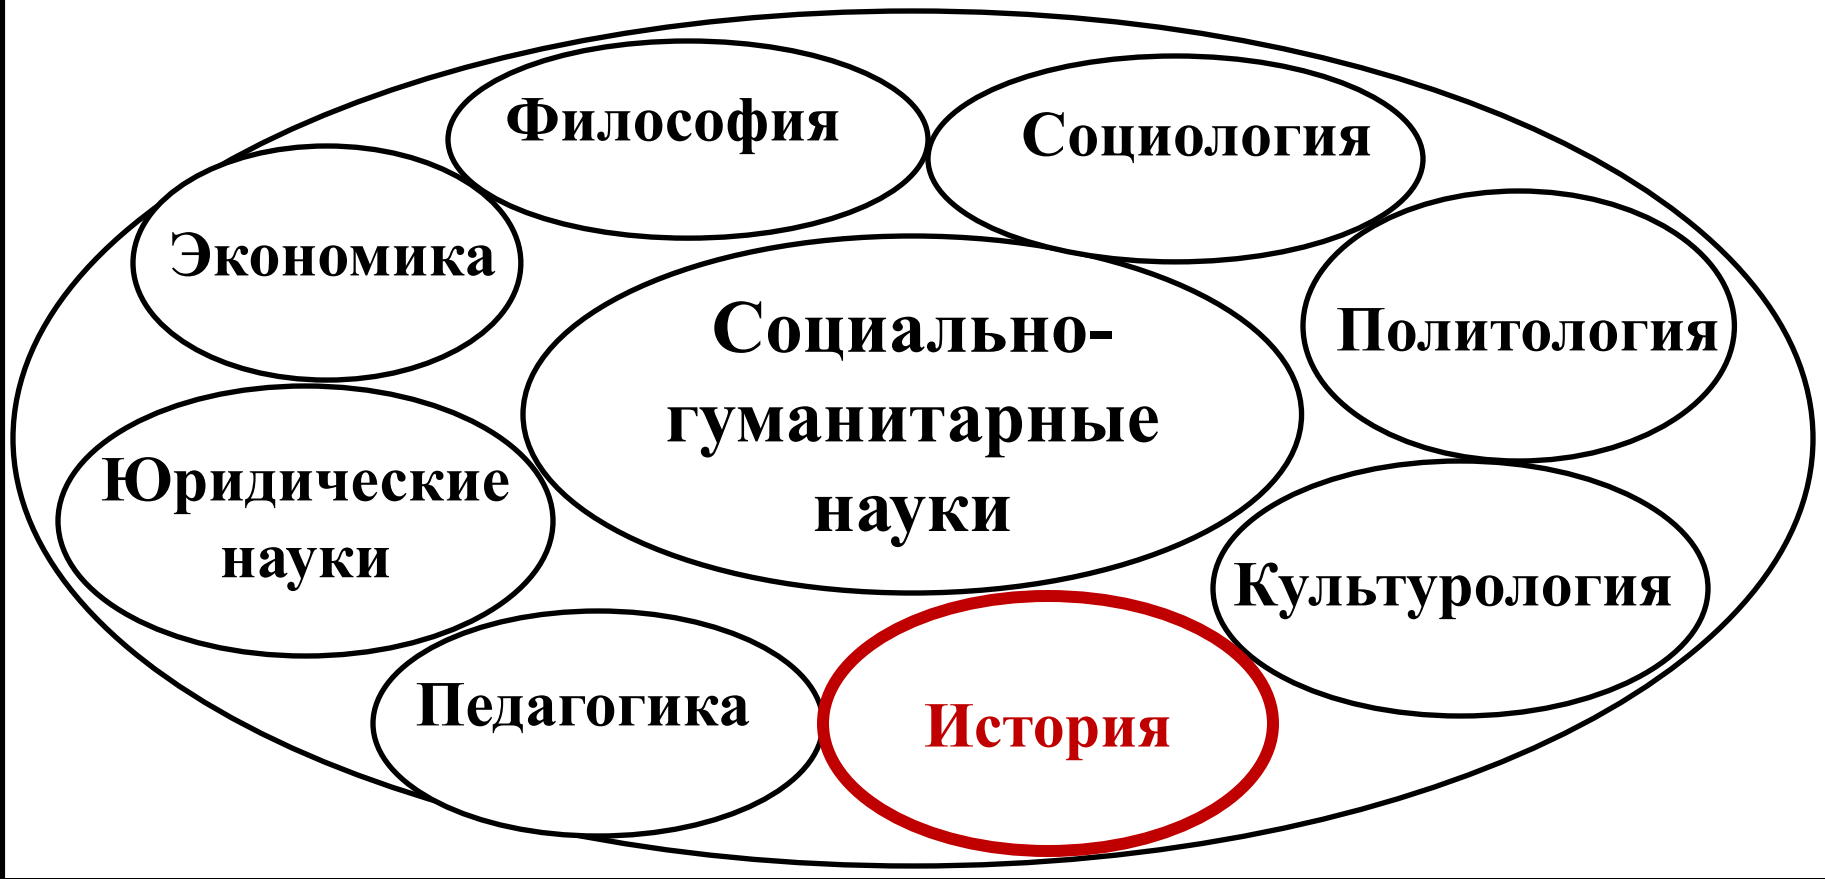 Философия
Социология
Экономика
Политология
Социально-
гуманитарные
науки
Юридические
науки
Культурология
Педагогика
История